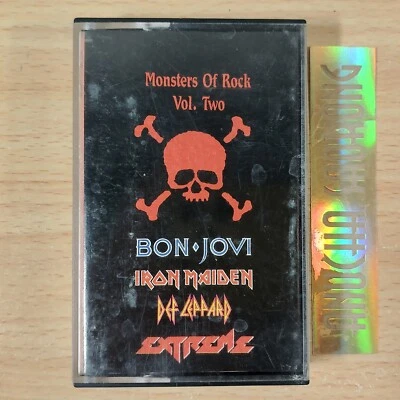 Monsters Of Rock
Vol. Two
BON•JOVI
IRON MAIDEN
DEF LEPPARD
EXTREME